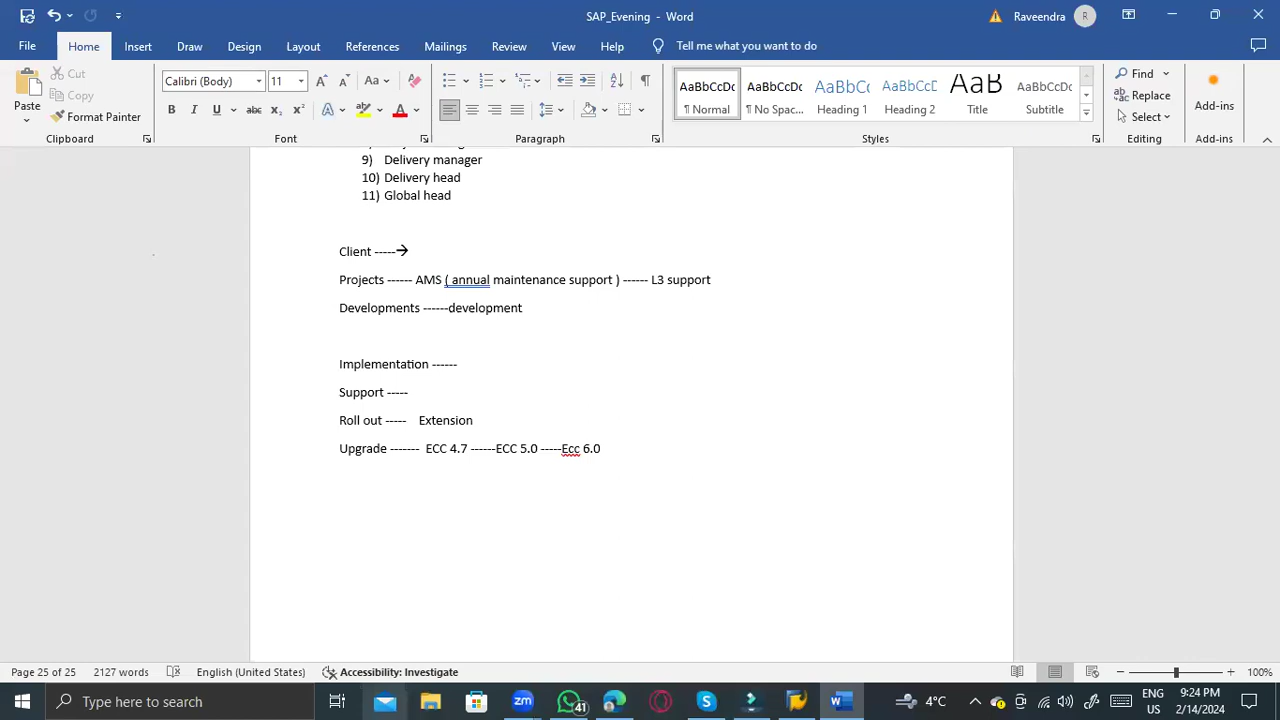 SAP_Evening - Word
Raveendra
R
File Home Insert Draw Design Layout References Mailings Review View Help Tell me what you want to do
Paste
Cut
Copy
Format Painter
Clipboard
Calibri (Body) 11
Font
Paragraph
AaBbCcDc AaBbCcDc AaBbCc AaBbCcD AaB AaBbCcD
¶ Normal ¶ No Spac... Heading 1 Heading 2 Title Subtitle
Styles
Find
Replace
Select
Editing
Add-ins
Add-ins
9) Delivery manager
10) Delivery head
11) Global head
Client -----→
Projects ------ AMS ( annual maintenance support ) ------ L3 support
Developments ------development
Implementation ------
Support -----
Roll out ----- Extension
Upgrade ------- ECC 4.7 ------ECC 5.0 -----Ecc 6.0
Page 25 of 25 2127 words English (United States) Accessibility: Investigate 100%
Type here to search
41
4°C
ENG
US
9:24 PM
2/14/2024